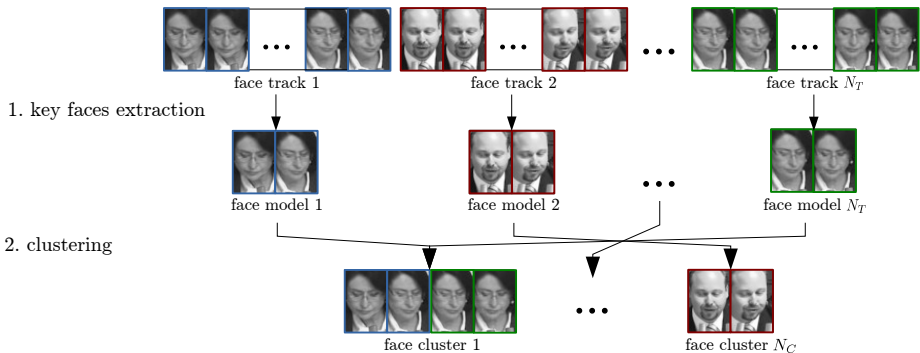 face track 1
face track 2
face track N_T
1. key faces extraction
face model 1
face model 2
face model N_T
2. clustering
face cluster 1
face cluster N_C